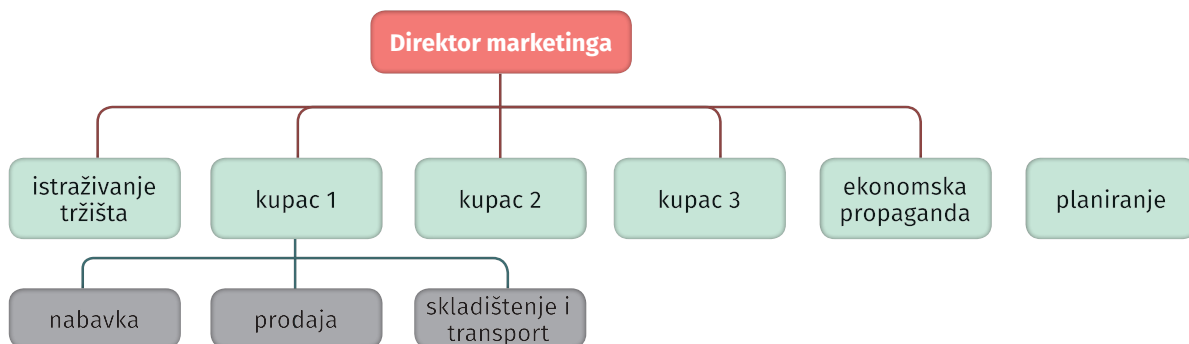 Direktor marketinga
istraživanje
tržišta
kupac 1
kupac 2
kupac 3
ekonomska
propaganda
planiranje
nabavka
prodaja
skladištenje i
transport